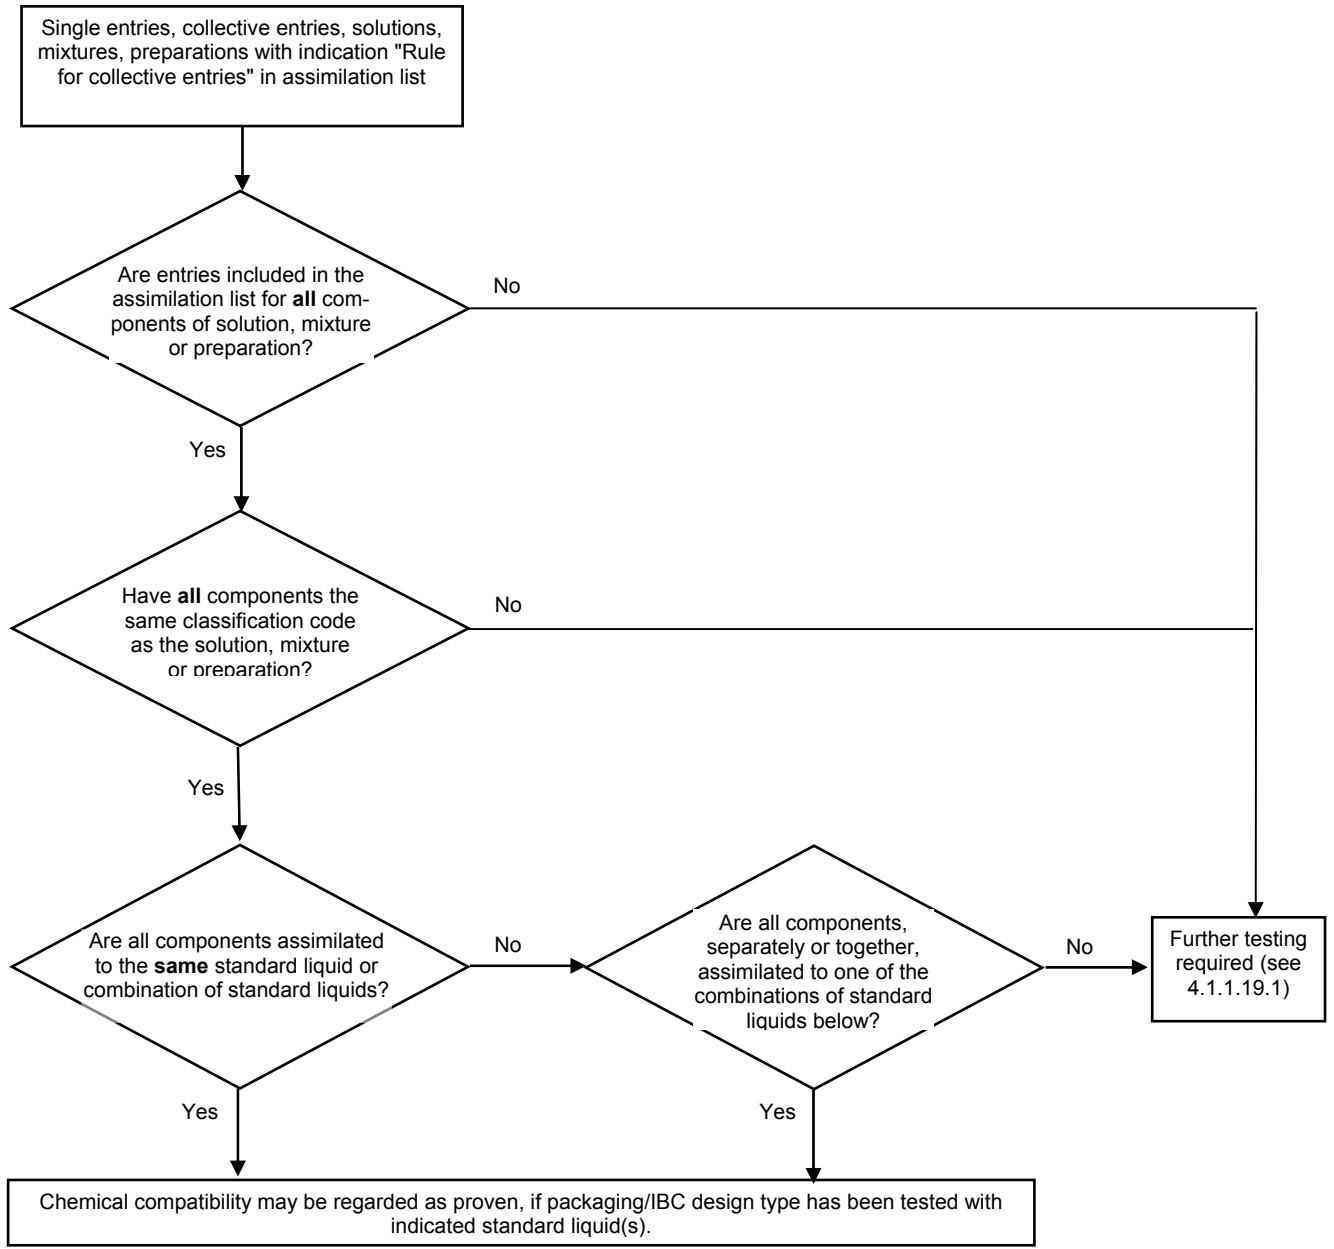 Single entries, collective entries, solutions,
mixtures, preparations with indication "Rule
for collective entries" in assimilation list
Are entries included in the
assimilation list for all com-
ponents of solution, mixture
or preparation?
No
Yes
Have all components the
same classification code
as the solution, mixture
or preparation?
No
Yes
Are all components assimilated
to the same standard liquid or
combination of standard liquids?
No
Are all components,
separately or together,
assimilated to one of the
combinations of standard
liquids below?
No
Further testing
required (see
4.1.1.19.1)
Yes
Yes
Chemical compatibility may be regarded as proven, if packaging/IBC design type has been tested with
indicated standard liquid(s).